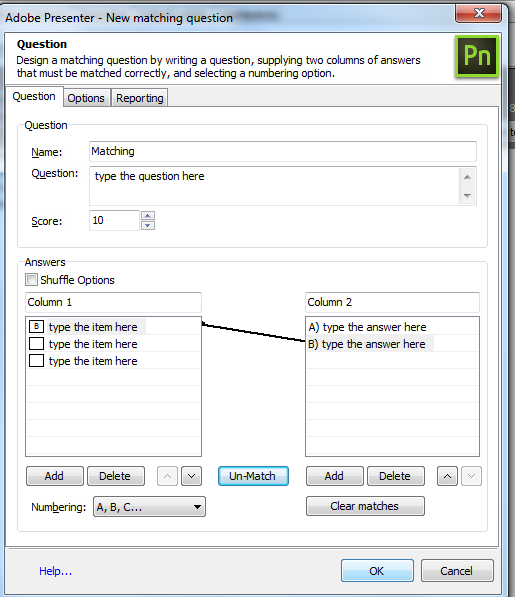 Adobe Presenter - New matching question
Question
Design a matching question by writing a question, supplying two columns of answers
that must be matched correctly, and selecting a numbering option.
Pn
Question Options Reporting
Question
Name: Matching
Question: type the question here
Score: 10
Answers
Shuffle Options
Column 1 Column 2
B type the item here A) type the answer here
type the item here B) type the answer here
type the item here
Add Delete Un-Match Add Delete
Numbering: A, B, C... Clear matches
Help... OK Cancel